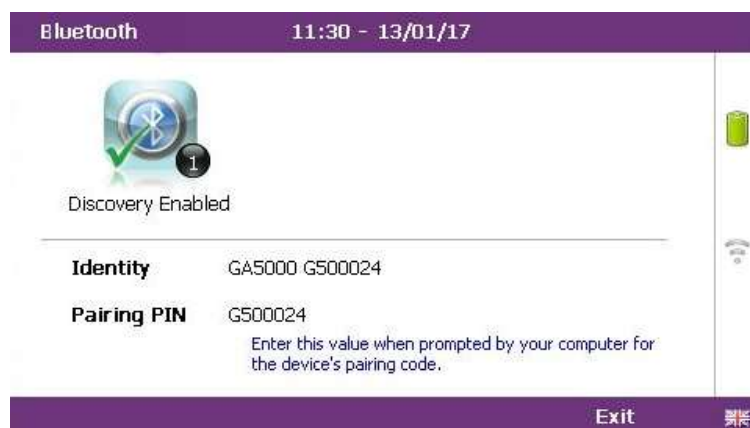 Bluetooth 11:30 - 13/01/17
1
Discovery Enabled
Identity GA5000 G500024
Pairing PIN G500024
Enter this value when prompted by your computer for
the device's pairing code.
Exit